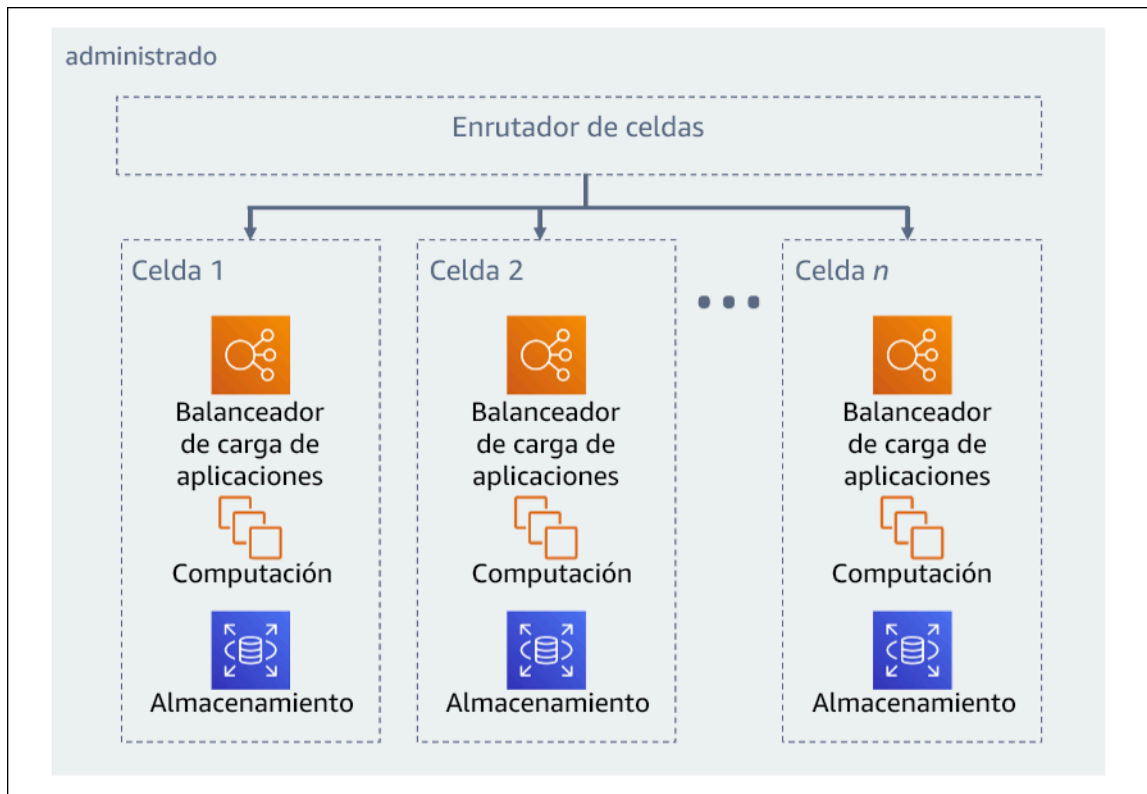 administrado
Enrutador de celdas
Celda 1
Balanceador
de carga de
aplicaciones
Computación
Almacenamiento
Celda 2
Balanceador
de carga de
aplicaciones
Computación
Almacenamiento
Celda n
Balanceador
de carga de
aplicaciones
Computación
Almacenamiento